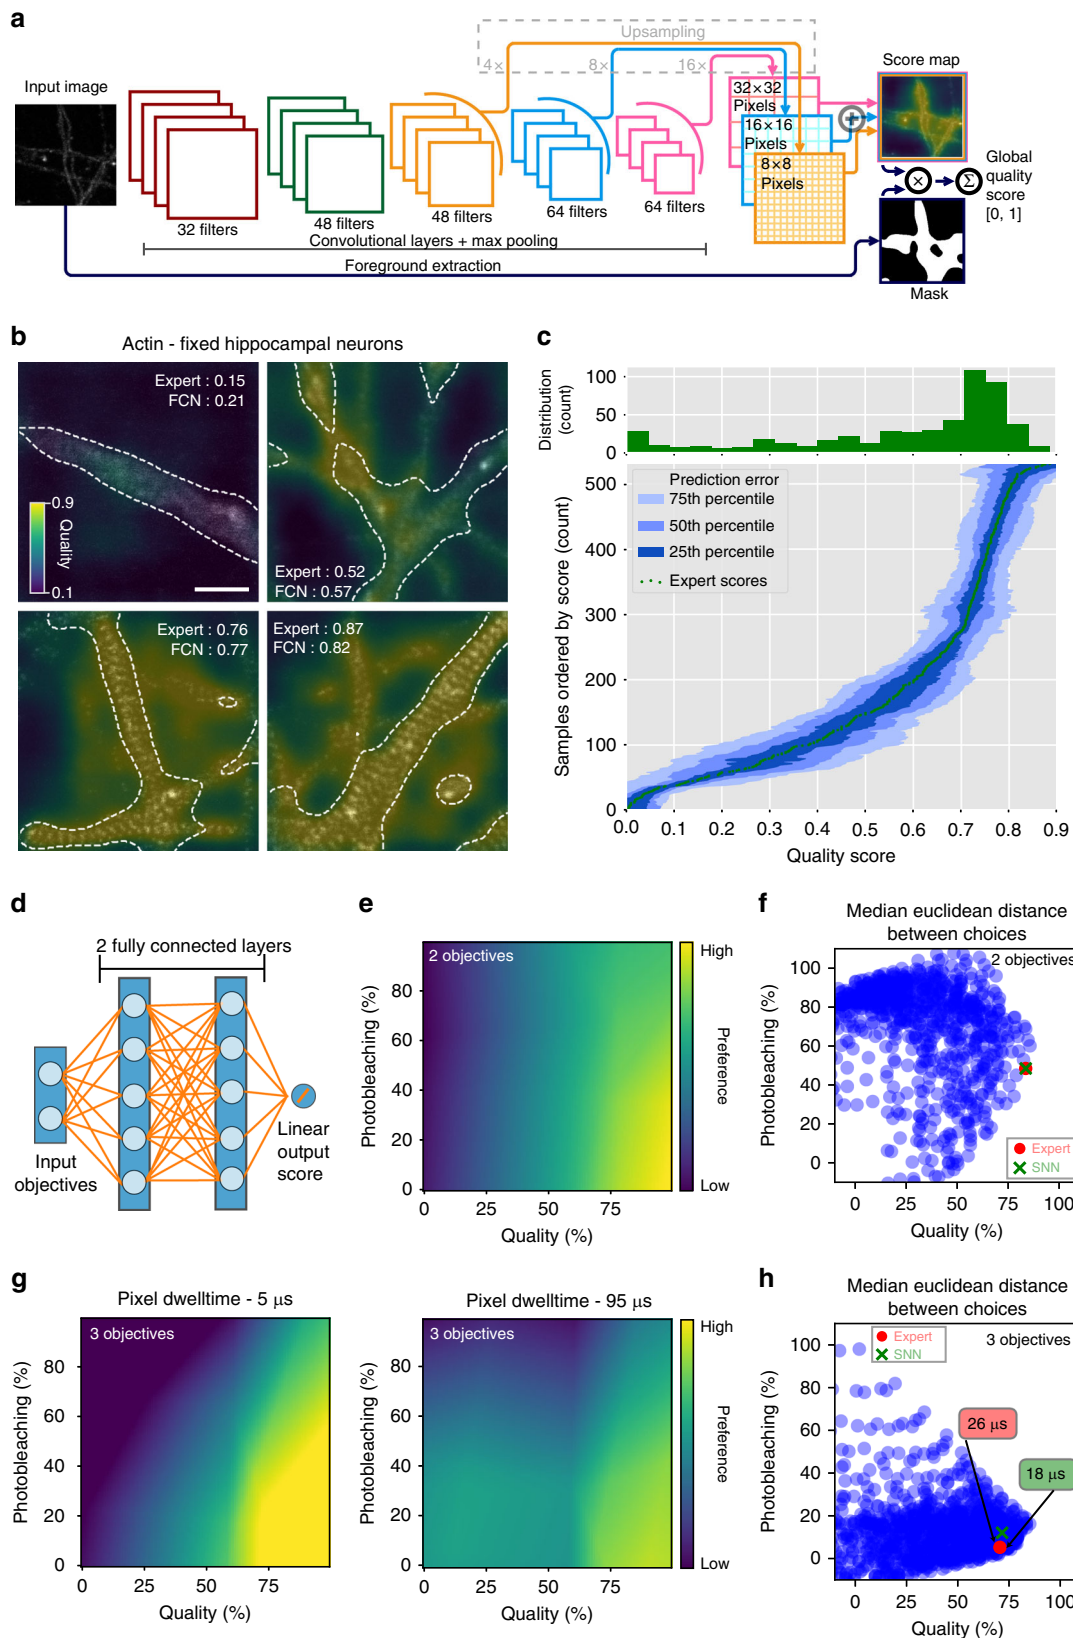 a
Upsampling
4×
8×
16×
Input image
Score map
32×32
Pixels
16×16
Pixels
8×8
Pixels
+
×
Σ
Global
quality
score
[0, 1]
32 filters
48 filters
48 filters
64 filters
64 filters
Convolutional layers + max pooling
Foreground extraction
Mask
b
Actin - fixed hippocampal neurons
Expert : 0.15
FCN : 0.21
0.9
Quality
0.1
Expert : 0.52
FCN : 0.57
Expert : 0.76
FCN : 0.77
Expert : 0.87
FCN : 0.82
c
Distribution
(count)
100
50
0
Prediction error
75th percentile
50th percentile
25th percentile
Expert scores
Samples ordered by score (count)
500
400
300
200
100
0
0.0 0.1 0.2 0.3 0.4 0.5 0.6 0.7 0.8 0.9
Quality score
d
2 fully connected layers
Input
objectives
Linear
output
score
e
2 objectives
Photobleaching (%)
80
60
40
20
0
0 25 50 75
Quality (%)
High
Preference
Low
f
Median euclidean distance
between choices
2 objectives
Photobleaching (%)
100
80
60
40
20
0
Expert
SNN
0 25 50 75 100
Quality (%)
g
Pixel dwelltime - 5 µs
3 objectives
Photobleaching (%)
80
60
40
20
0
0 25 50 75
Quality (%)
Pixel dwelltime - 95 µs
3 objectives
Photobleaching (%)
80
60
40
20
0
0 25 50 75
Quality (%)
High
Preference
Low
h
Median euclidean distance
between choices
Expert
SNN
3 objectives
Photobleaching (%)
100
80
60
40
20
0
26 µs
18 µs
0 25 50 75 100
Quality (%)